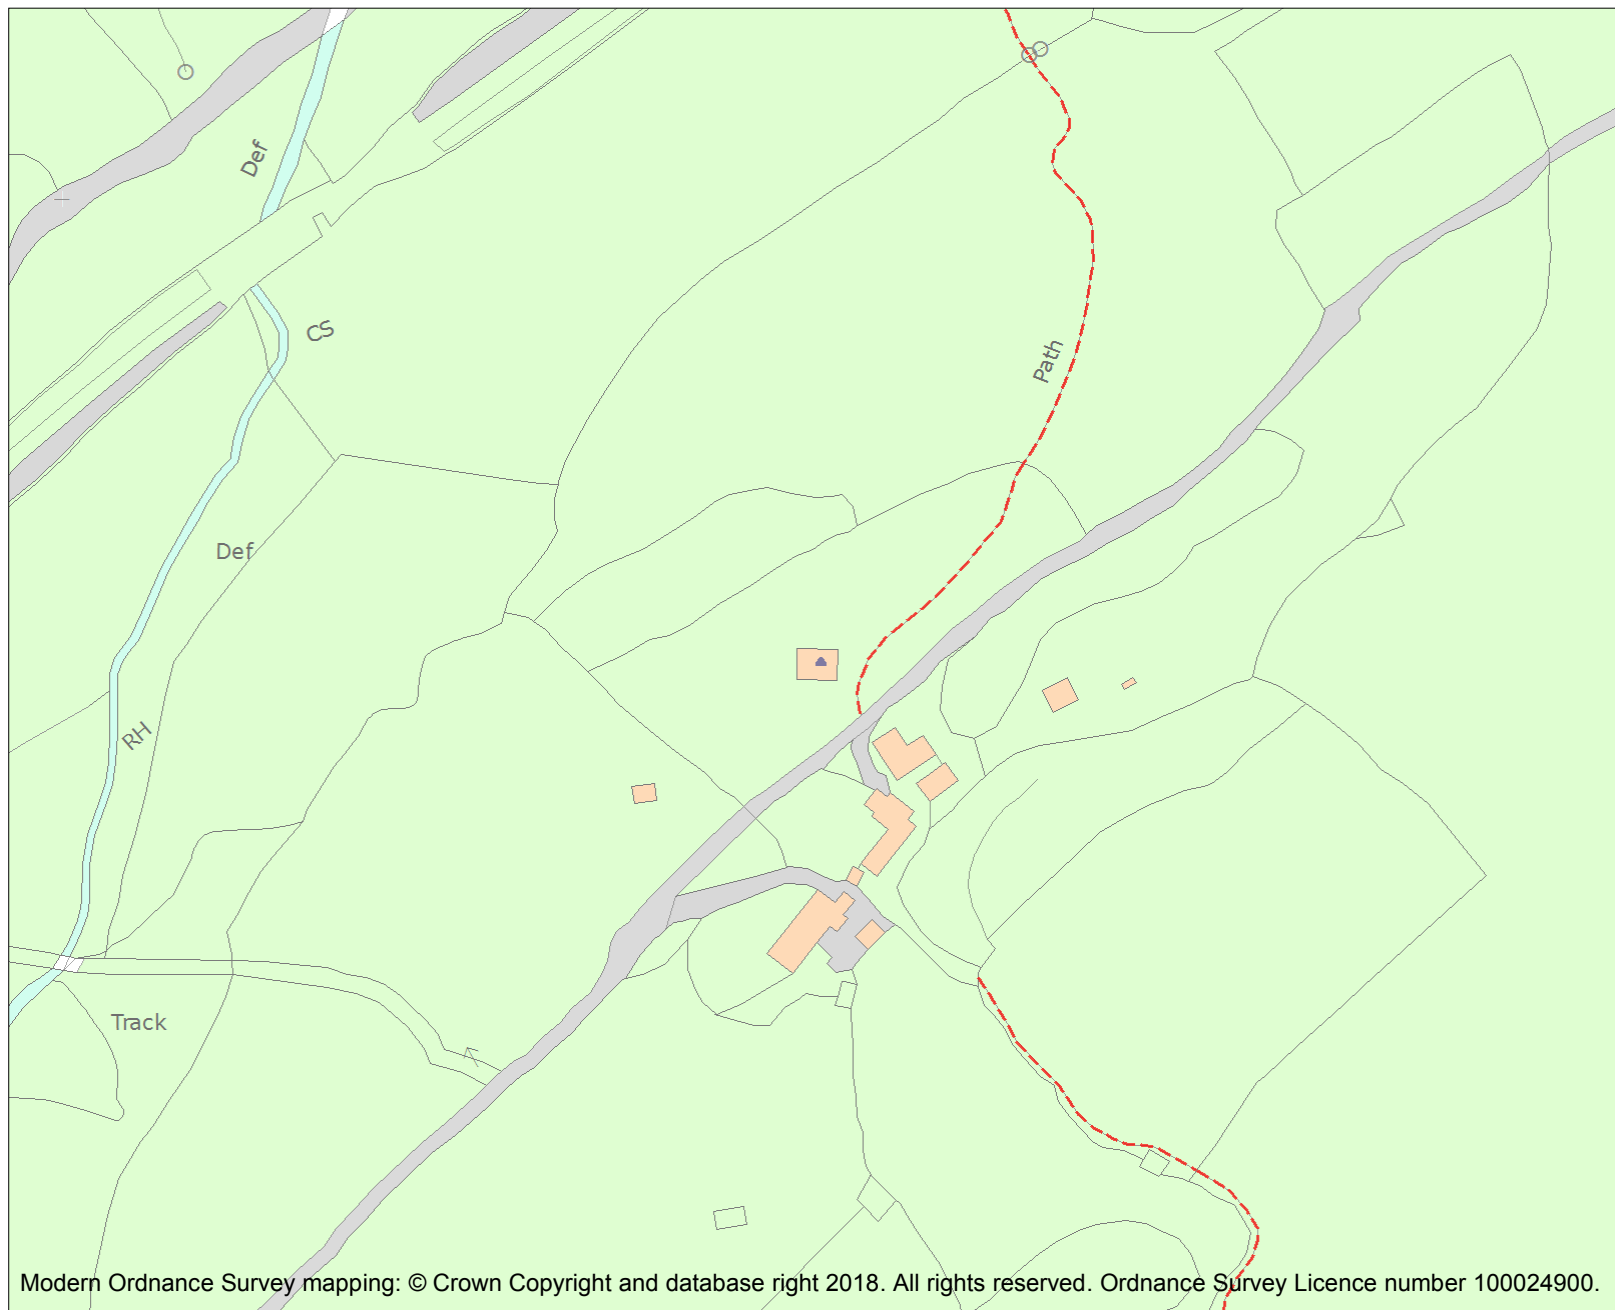 Def
CS
Path
Def
RH
Track
Modern Ordnance Survey mapping: © Crown Copyright and database right 2018. All rights reserved. Ordnance Survey Licence number 100024900.